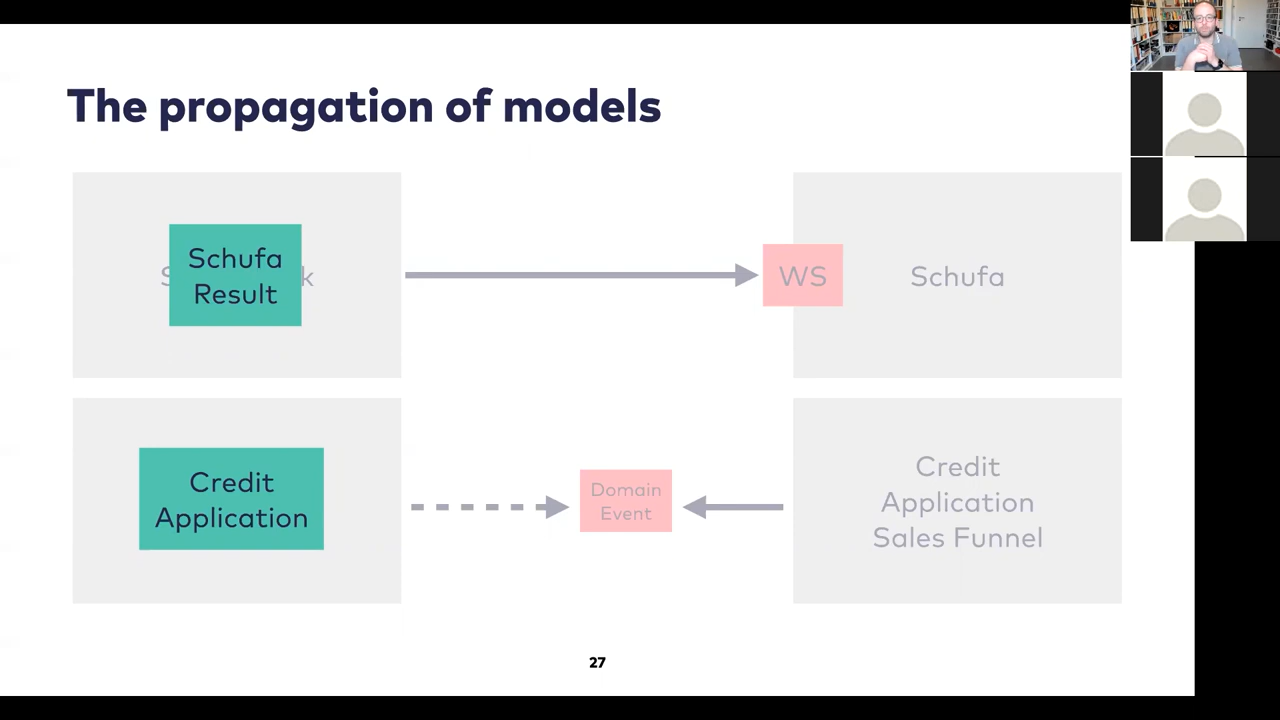 The propagation of models
Schufa
Result
WS
Schufa
Credit
Application
Domain
Event
Credit
Application
Sales Funnel
27